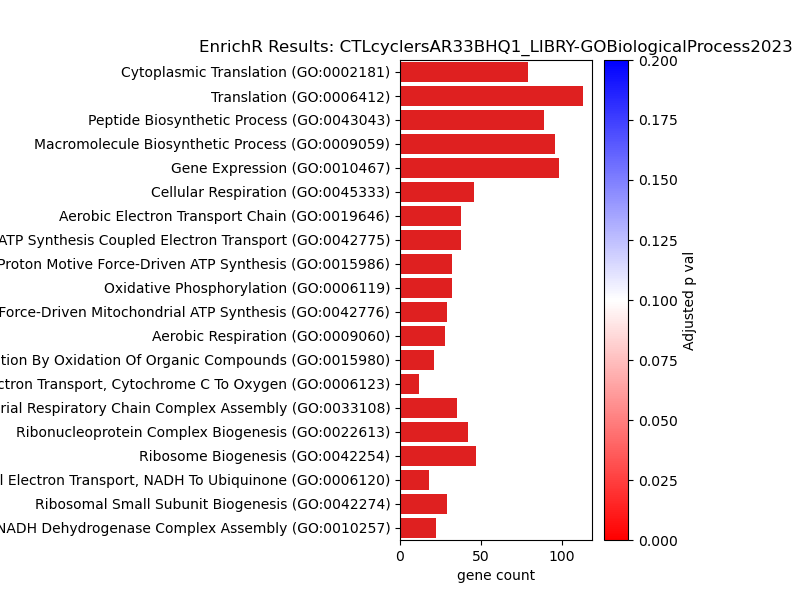 EnrichR Results: CTLcyclersAR33BHQ1_LIBRY-GOBiologicalProcess2023
Cytoplasmic Translation (GO:0002181)
Translation (GO:0006412)
Peptide Biosynthetic Process (GO:0043043)
Macromolecule Biosynthetic Process (GO:0009059)
Gene Expression (GO:0010467)
Cellular Respiration (GO:0045333)
Aerobic Electron Transport Chain (GO:0019646)
ATP Synthesis Coupled Electron Transport (GO:0042775)
Proton Motive Force-Driven ATP Synthesis (GO:0015986)
Oxidative Phosphorylation (GO:0006119)
Force-Driven Mitochondrial ATP Synthesis (GO:0042776)
Aerobic Respiration (GO:0009060)
tion By Oxidation Of Organic Compounds (GO:0015980)
ctron Transport, Cytochrome C To Oxygen (GO:0006123)
rial Respiratory Chain Complex Assembly (GO:0033108)
Ribonucleoprotein Complex Biogenesis (GO:0022613)
Ribosome Biogenesis (GO:0042254)
l Electron Transport, NADH To Ubiquinone (GO:0006120)
Ribosomal Small Subunit Biogenesis (GO:0042274)
NADH Dehydrogenase Complex Assembly (GO:0010257)
0 50 100
gene count
0.200
0.175
0.150
0.125
0.100
0.075
0.050
0.025
0.000
Adjusted p val